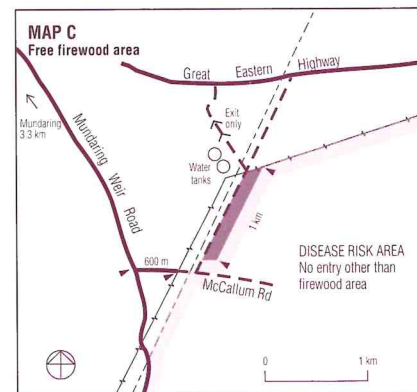 MAP C
Free firewood area
Great Eastern Highway
Mundaring
3.3 km
Exit
only
Water
tanks
Mundaring Weir Road
1 km
600 m
McCallum Rd
DISEASE RISK AREA
No entry other than
firewood area
0 1 km